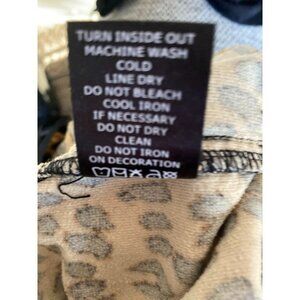 TURN INSIDE OUT
MACHINE WASH
COLD
LINE DRY
DO NOT BLEACH
COOL IRON
IF NECESSARY
DO NOT DRY
CLEAN
DO NOT IRON
ON DECORATION